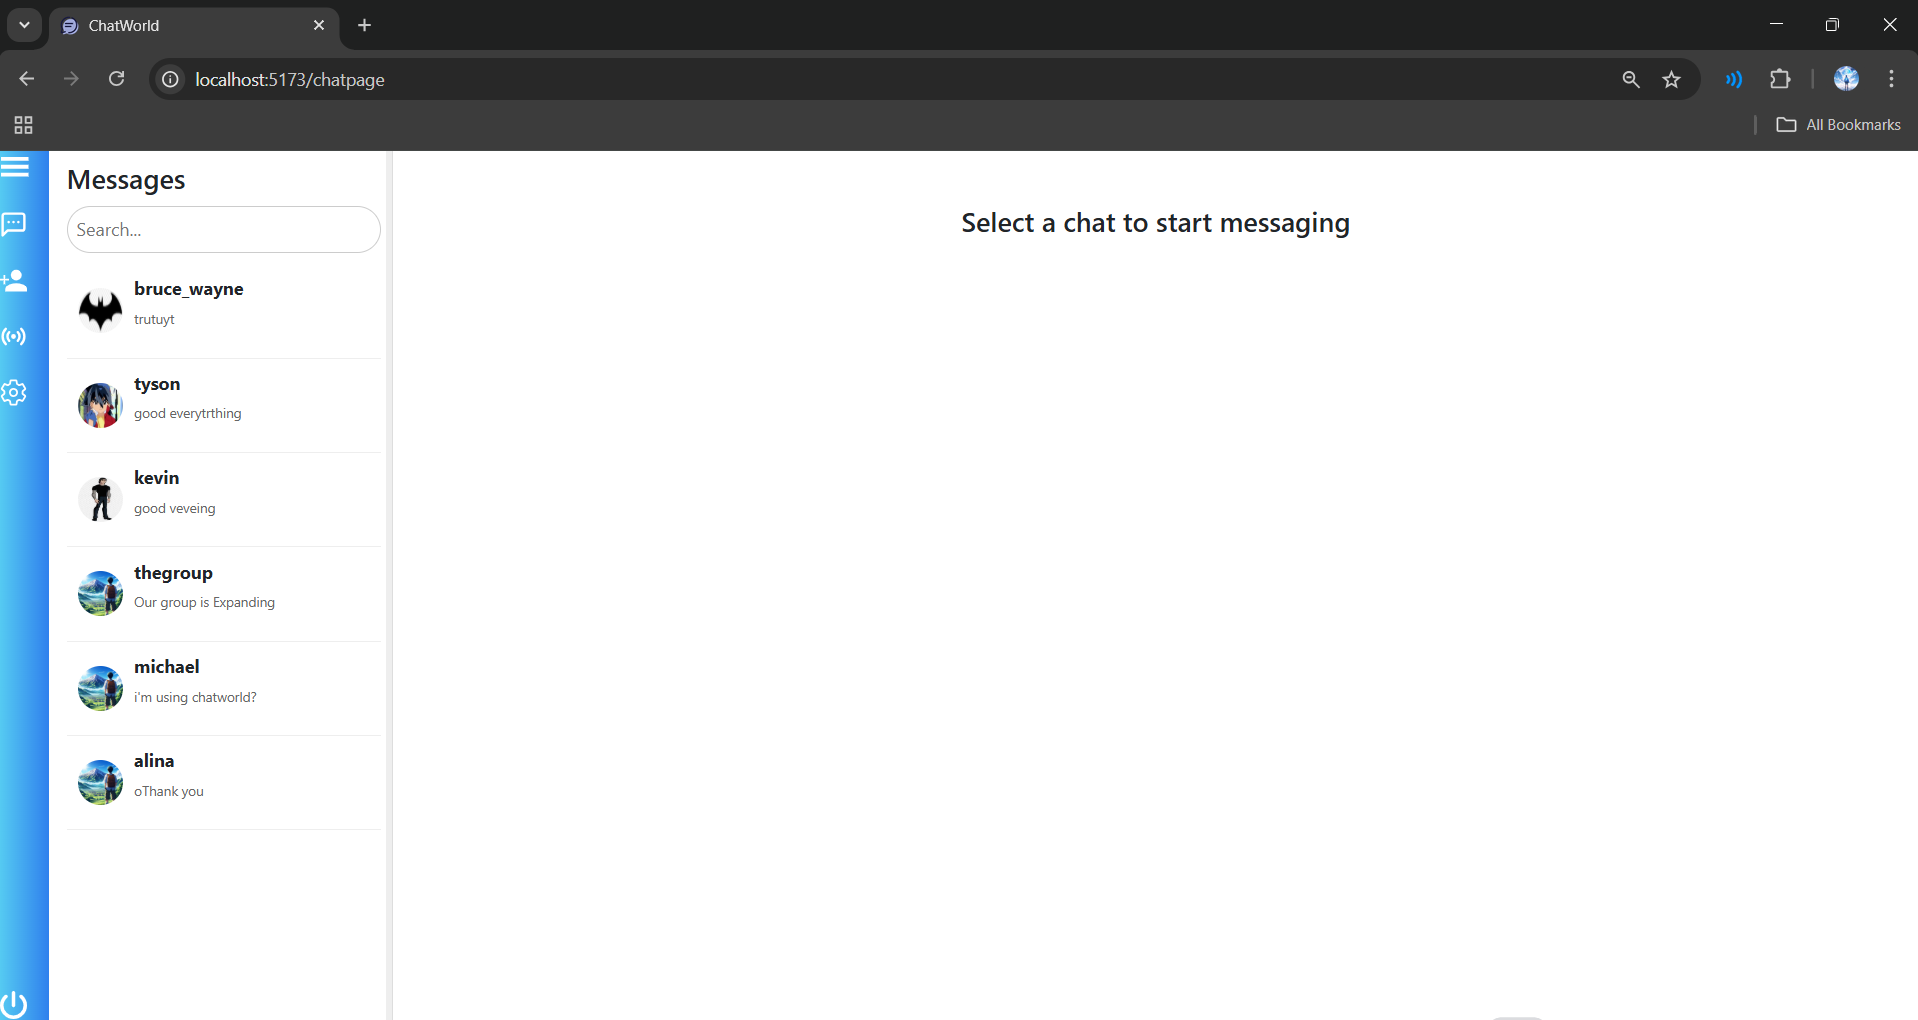 ChatWorld
localhost:5173/chatpage
All Bookmarks
Messages
Search...
bruce_wayne
trutuyt
tyson
good everytrthing
kevin
good veveing
thegroup
Our group is Expanding
michael
i'm using chatworld?
alina
oThank you
Select a chat to start messaging